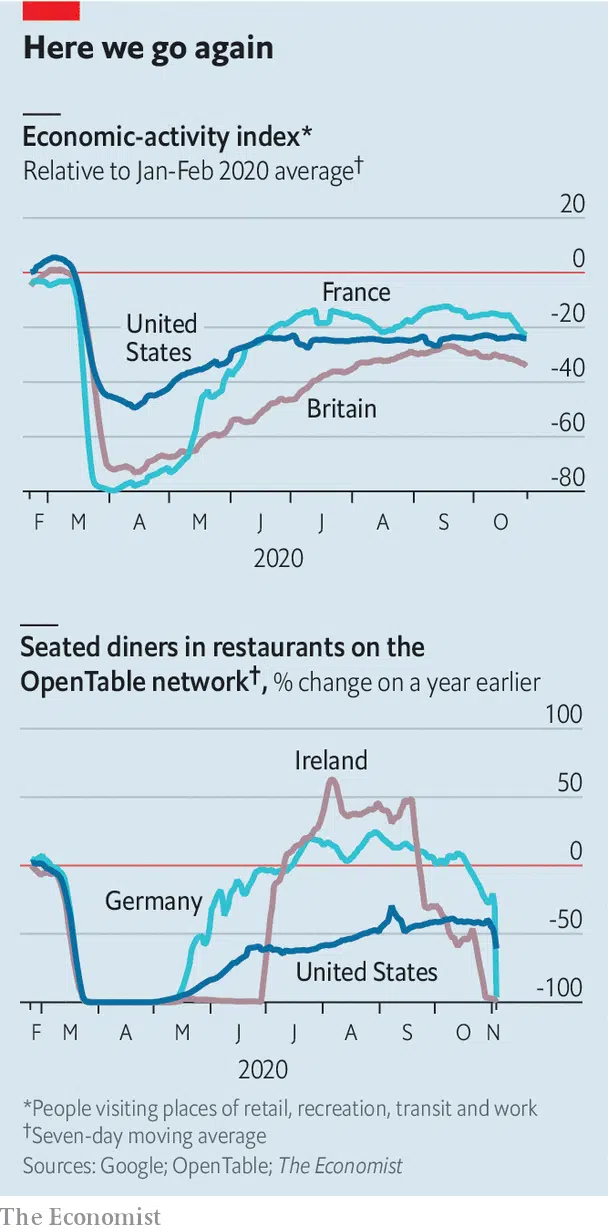 Here we go again
Economic-activity index*
Relative to Jan-Feb 2020 average†
20
0
-20
-40
-60
-80
France
United
States
Britain
F M A M J J A S O
2020
Seated diners in restaurants on the
OpenTable network†, % change on a year earlier
100
50
0
-50
-100
Ireland
Germany
United States
F M A M J J A S O N
2020
*People visiting places of retail, recreation, transit and work
†Seven-day moving average
Sources: Google; OpenTable; The Economist
The Economist